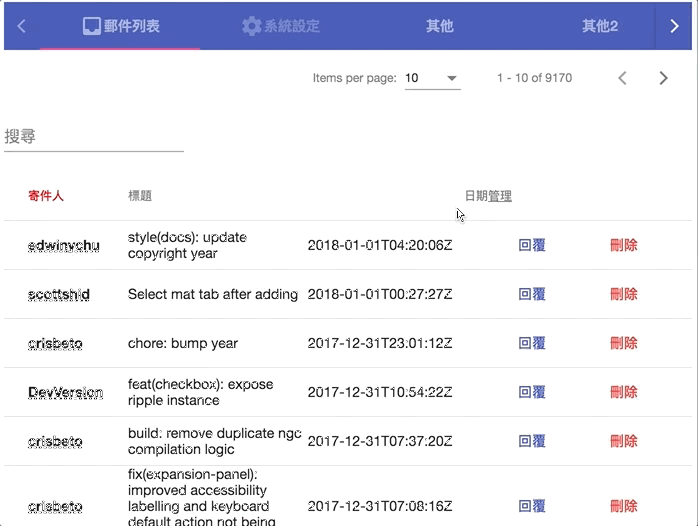 郵件列表 系統設定 其他 其他2
Items per page: 10 1 - 10 of 9170
搜尋
寄件人 標題 日期管理
edwinychu style(docs): update copyright year 2018-01-01T04:20:06Z 回覆 刪除
scottshid Select mat tab after adding 2018-01-01T00:27:27Z 回覆 刪除
crisbeto chore: bump year 2017-12-31T23:01:12Z 回覆 刪除
DevVersion feat(checkbox): expose ripple instance 2017-12-31T10:54:22Z 回覆 刪除
crisbeto build: remove duplicate ngc compilation logic 2017-12-31T07:37:20Z 回覆 刪除
crisbeto fix(expansion-panel): improved accessibility labelling and keyboard default action not being 2017-12-31T07:08:16Z 回覆 刪除